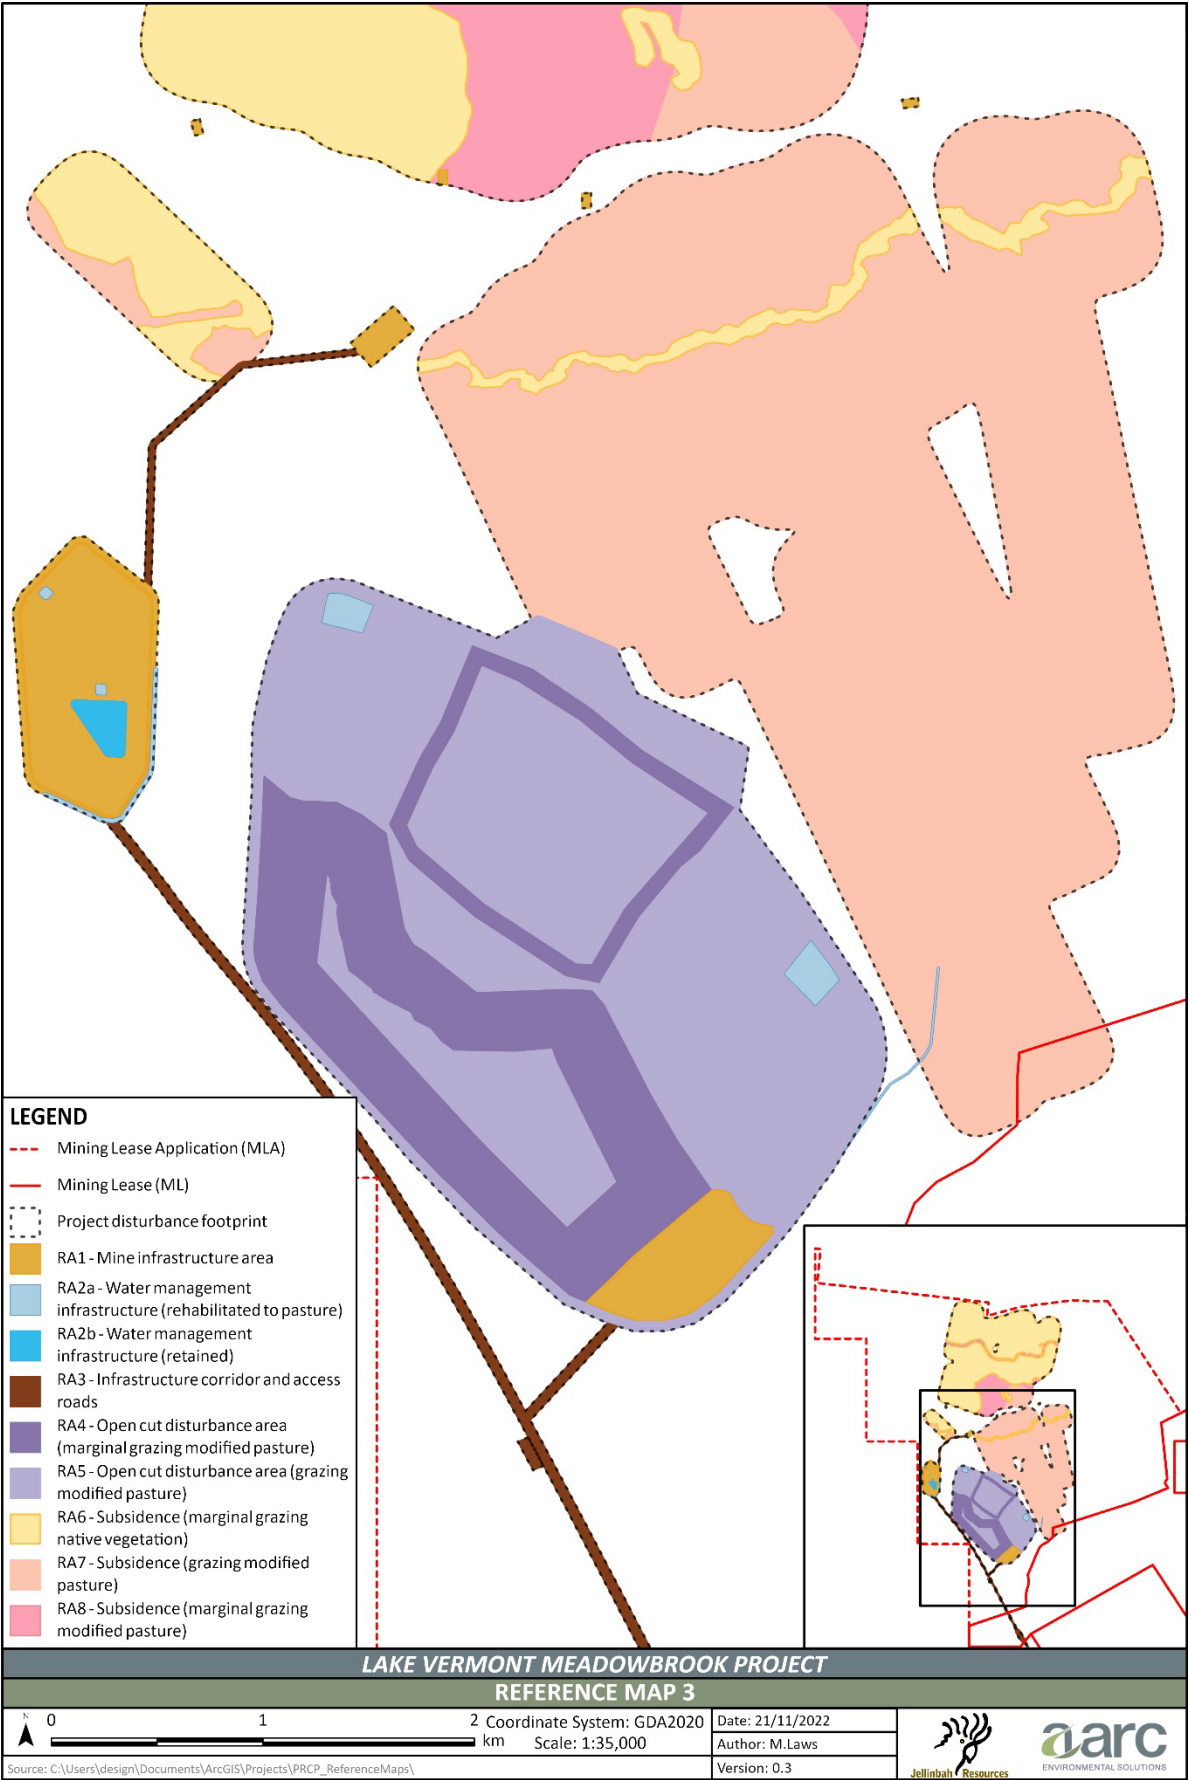 LEGEND
Mining Lease Application (MLA)
Mining Lease (ML)
Project disturbance footprint
RA1 - Mine infrastructure area
RA2a - Water management
infrastructure (rehabilitated to pasture)
RA2b - Water management
infrastructure (retained)
RA3 - Infrastructure corridor and access
roads
RA4 - Open cut disturbance area
(marginal grazing modified pasture)
RA5 - Open cut disturbance area (grazing
modified pasture)
RA6 - Subsidence (marginal grazing
native vegetation)
RA7 - Subsidence (grazing modified
pasture)
RA8 - Subsidence (marginal grazing
modified pasture)
LAKE VERMONT MEADOWBROOK PROJECT
REFERENCE MAP 3
N
0 1 2
km
Coordinate System: GDA2020
Scale: 1:35,000
Source: C:\Users\design\Documents\ArcGIS\Projects\PRCP_ReferenceMaps\
Date: 21/11/2022
Author: M.Laws
Version: 0.3
Jellinbah Resources
aarc
ENVIRONMENTAL SOLUTIONS